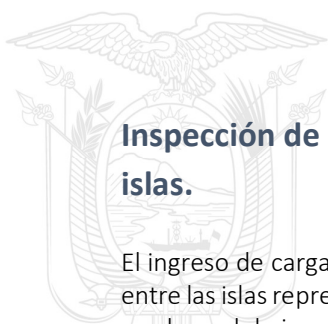 Inspección de
islas.
El ingreso de carga
entre las islas repre